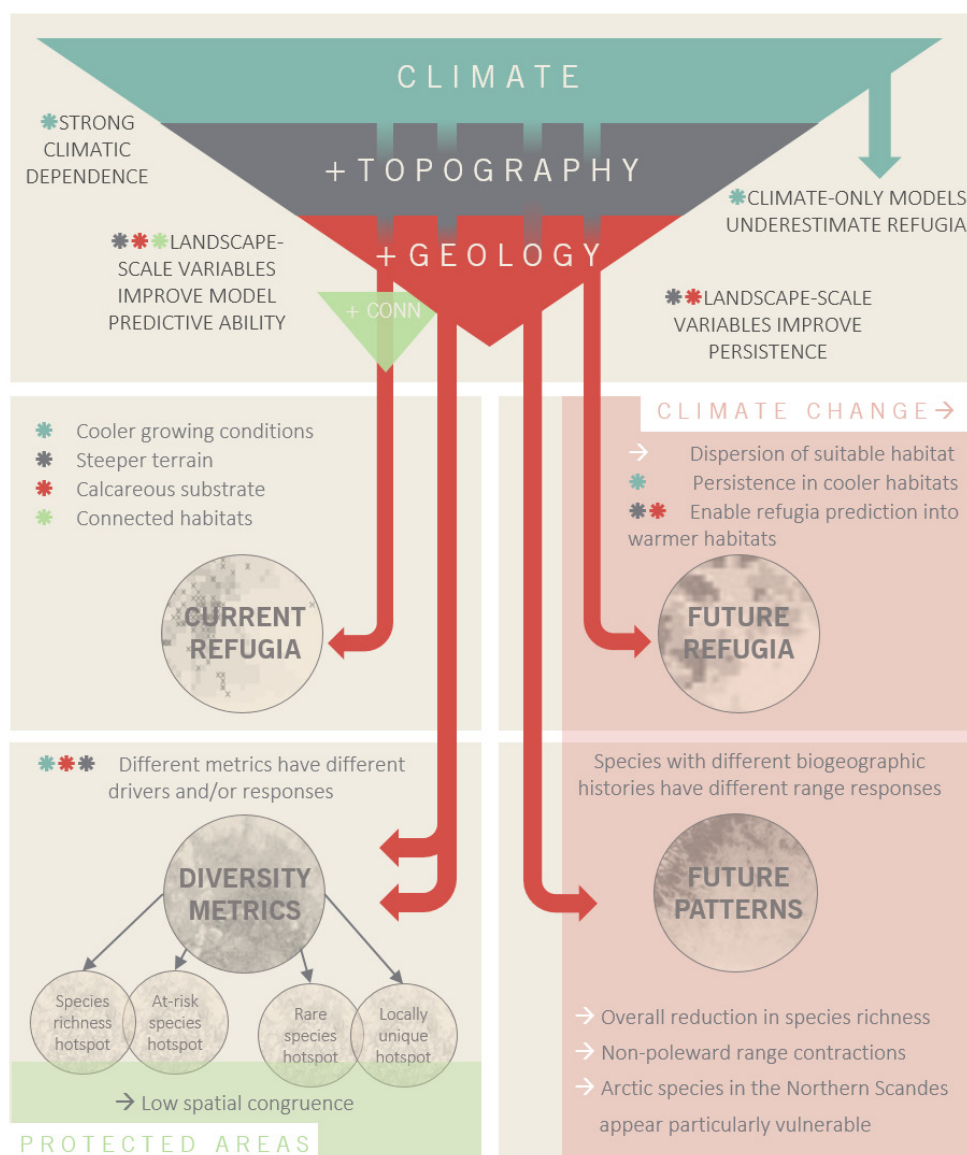 CLIMATE
+ TOPOGRAPHY
+ GEOLOGY
+ CONN
*STRONG
CLIMATIC
DEPENDENCE
***LANDSCAPE-
SCALE VARIABLES
IMPROVE MODEL
PREDICTIVE ABILITY
*CLIMATE-ONLY MODELS
UNDERESTIMATE REFUGIA
**LANDSCAPE-SCALE
VARIABLES IMPROVE
PERSISTENCE
* Cooler growing conditions
* Steeper terrain
* Calcareous substrate
* Connected habitats
CURRENT
REFUGIA
CLIMATE CHANGE →
→ Dispersion of suitable habitat
* Persistence in cooler habitats
** Enable refugia prediction into
warmer habitats
FUTURE
REFUGIA
*** Different metrics have different
drivers and/or responses
DIVERSITY
METRICS
Species
richness
hotspot
At-risk
species
hotspot
Rare
species
hotspot
Locally
unique
hotspot
→ Low spatial congruence
PROTECTED AREAS
Species with different biogeographic
histories have different range responses
FUTURE
PATTERNS
→ Overall reduction in species richness
→ Non-poleward range contractions
→ Arctic species in the Northern Scandes
appear particularly vulnerable